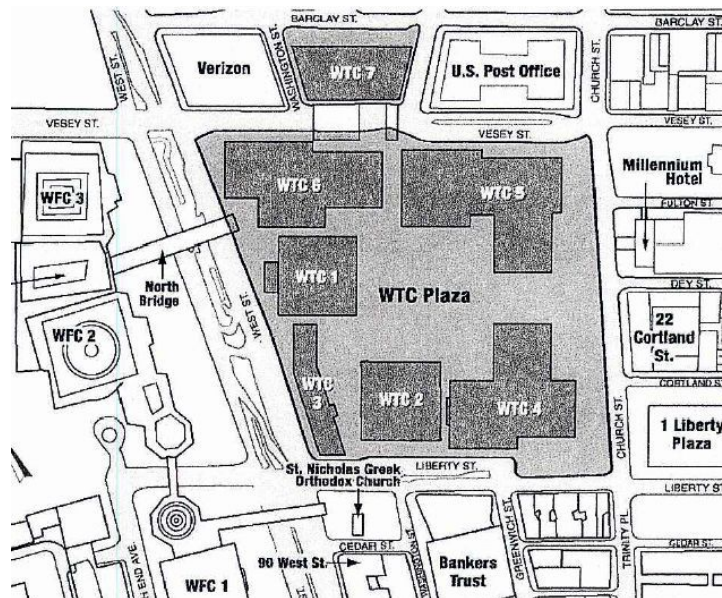 BARCLAY ST.
BARCLAY ST.
WEST ST.
WASHINGTON ST.
CHURCH ST.
Verizon
WTC 7
U.S. Post Office
VESEY ST.
VESEY ST.
VESEY ST.
Millennium
Hotel
WFC 3
WTC 6
WTC 5
FULTON ST.
North
Bridge
WTC 1
WTC Plaza
DEY ST.
WFC 2
WEST ST.
22
Cortland
St.
WTC
3
WTC 2
WTC 4
CORTLAND ST
CHURCH ST.
1 Liberty
Plaza
LIBERTY ST.
LIBERTY ST
St. Nicholas Greek
Orthodox Church
CEDAR ST.
CEDAR ST.
90 West St.
Bankers
Trust
GREENWICH ST.
TRINITY PL.
END AVE.
WFC 1